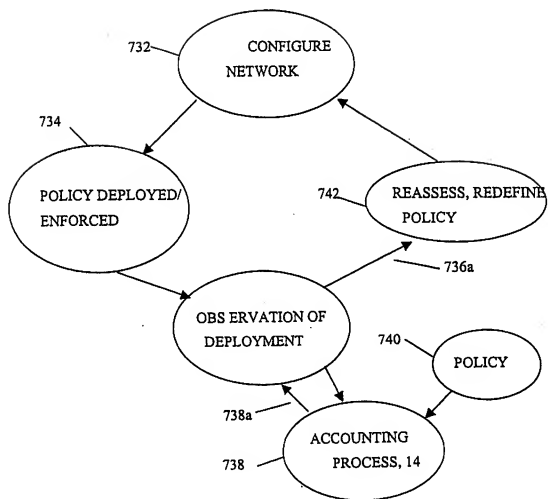 732
CONFIGURE
NETWORK
734
POLICY DEPLOYED/
ENFORCED
742
REASSESS, REDEFINE
POLICY
736a
OBS ERVATION OF
DEPLOYMENT
740
POLICY
738a
738
ACCOUNTING
PROCESS, 14